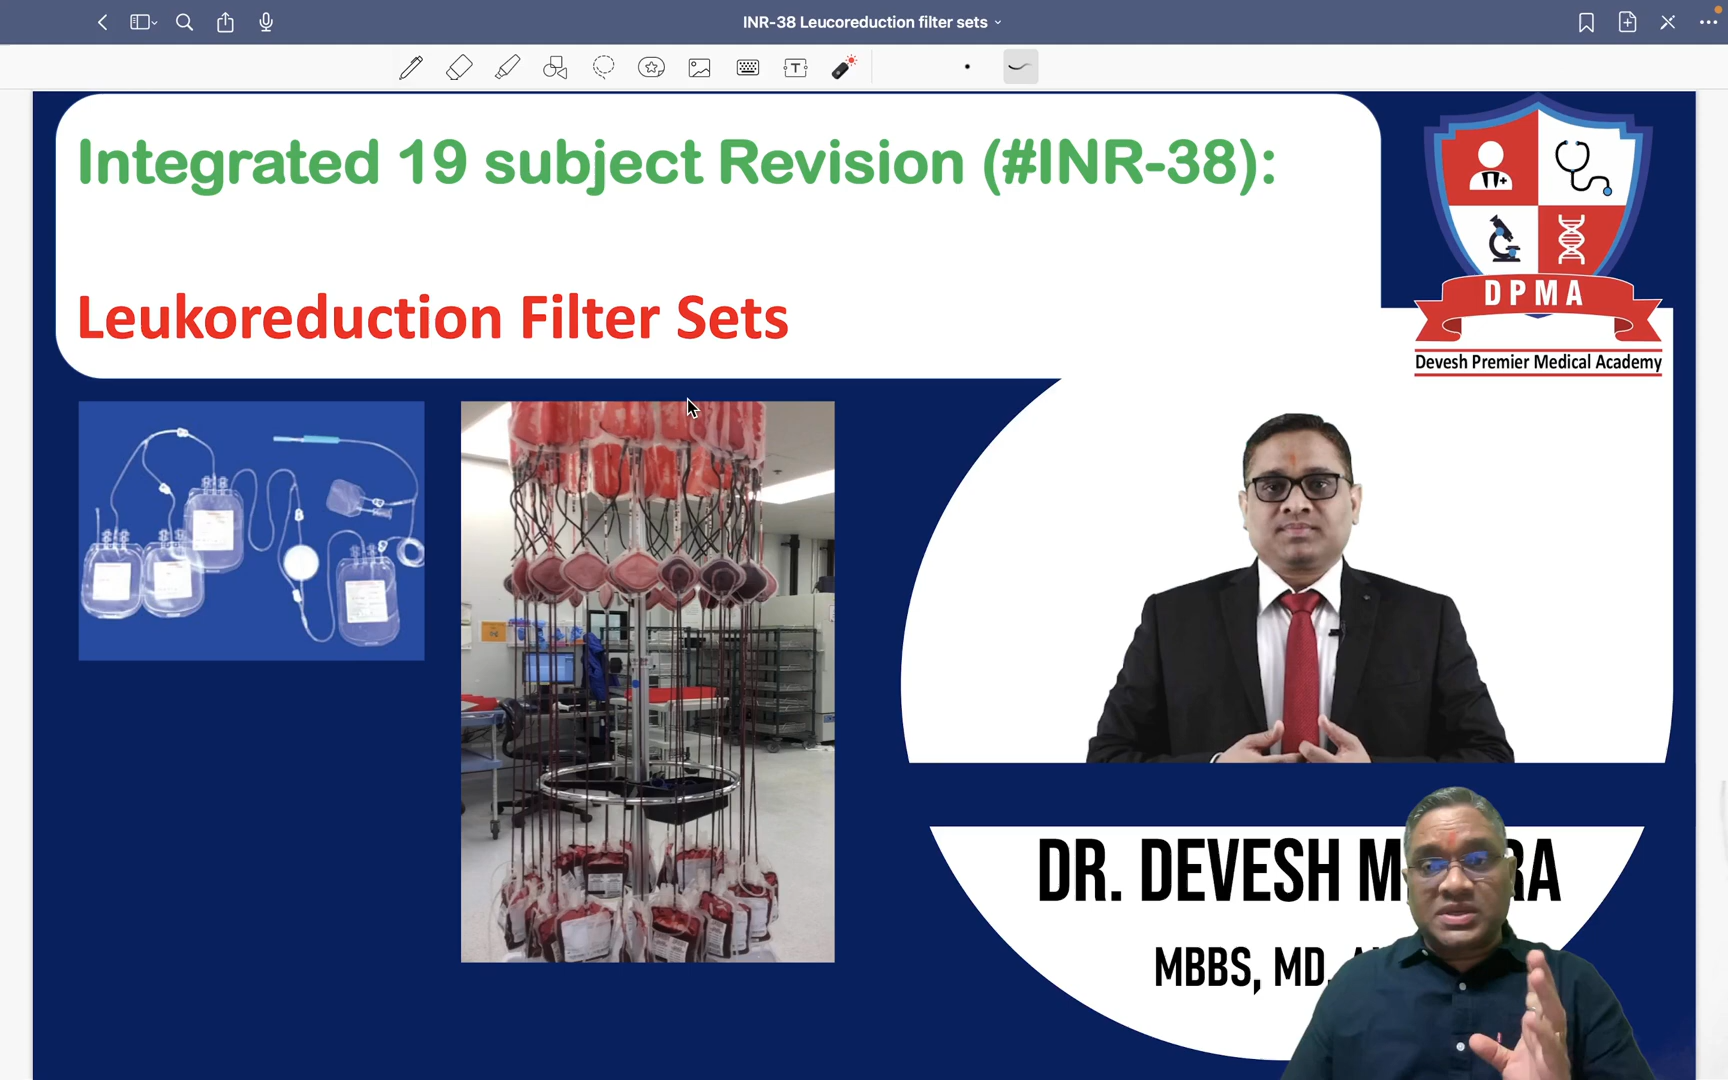 INR-38 Leucoreduction filter sets
Integrated 19 subject Revision (#INR-38):
Leukoreduction Filter Sets
DPMA
Devesh Premier Medical Academy
DR. DEVESH
MBBS, MD.